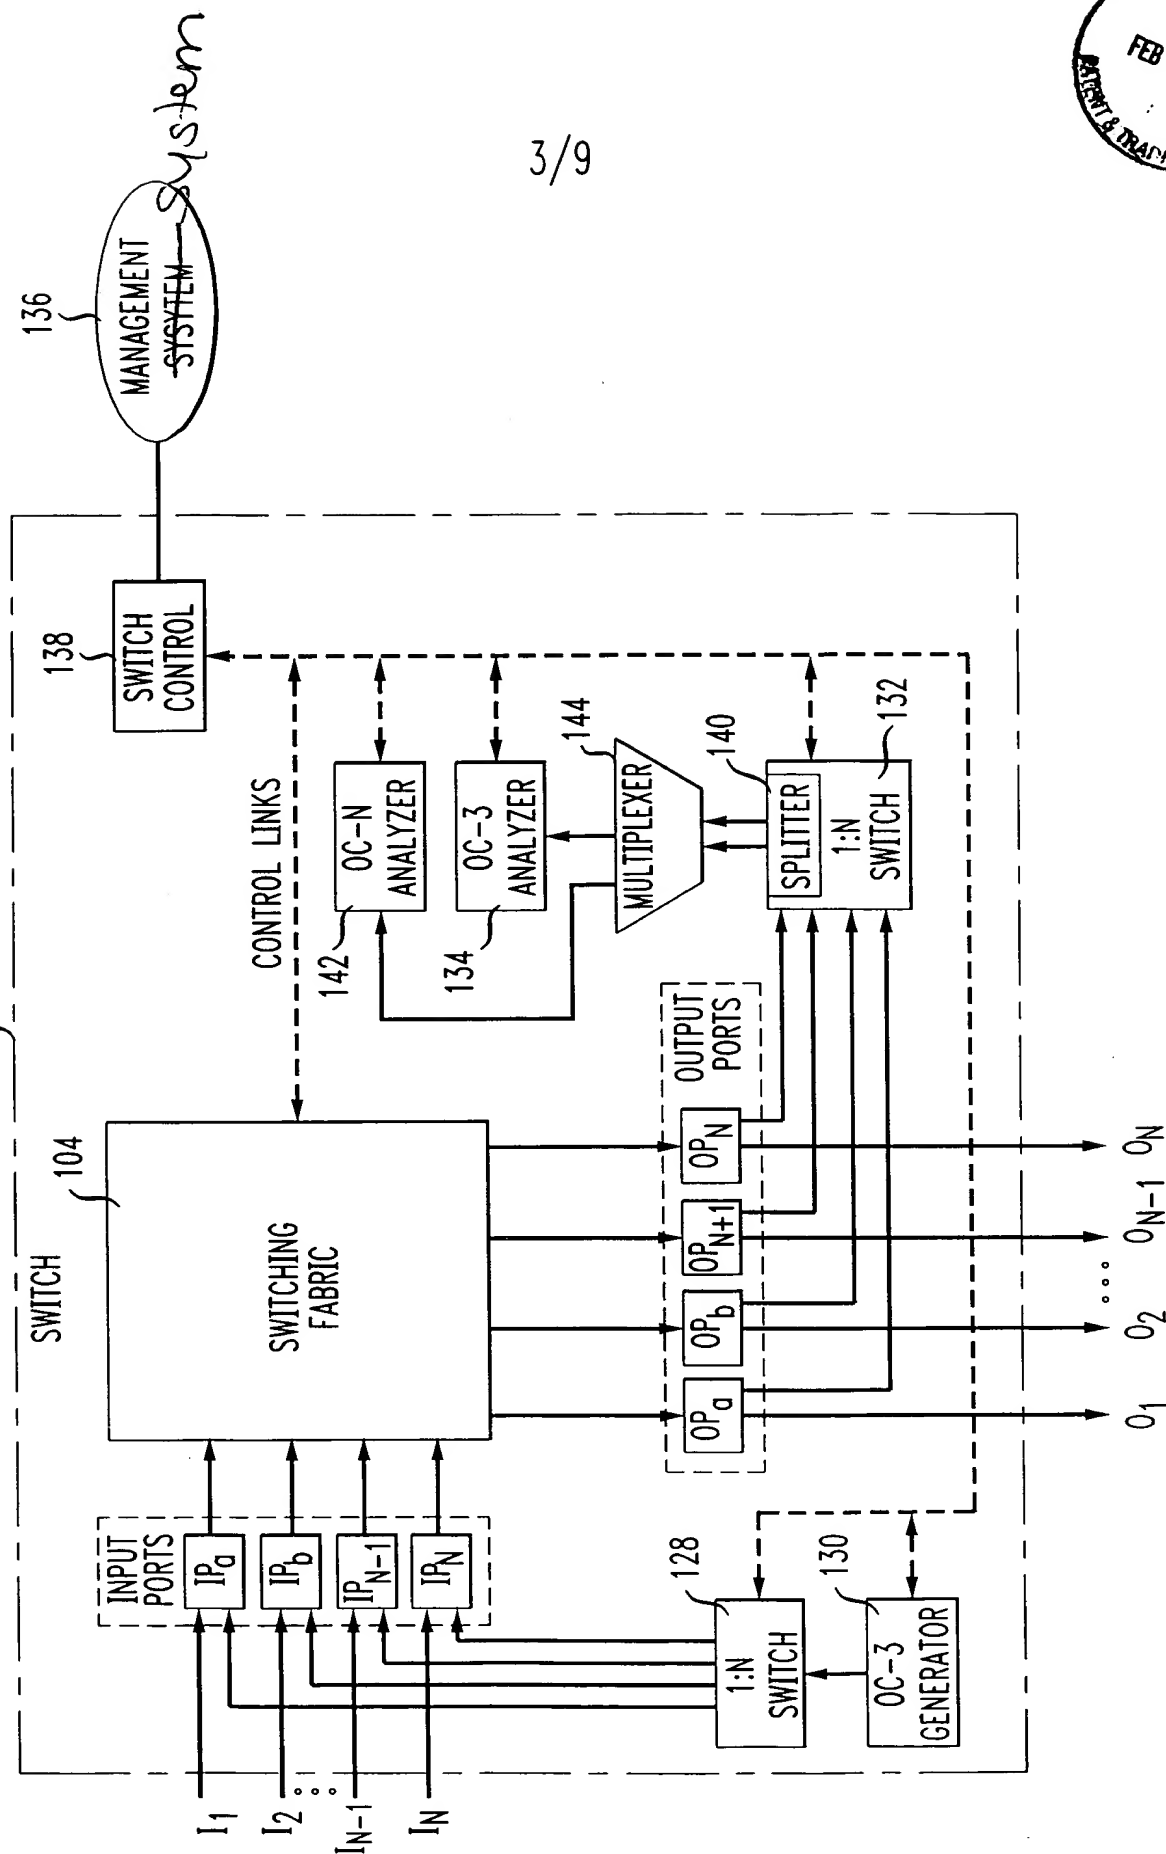 3/9
FEB
PATENT & TRADE
136
MANAGEMENT
SYSYTEM
System
138
SWITCH
CONTROL
SWITCH
104
SWITCHING
FABRIC
CONTROL LINKS
142
OC-N
ANALYZER
134
OC-3
ANALYZER
144
MULTIPLEXER
140
SPLITTER
1:N
SWITCH
132
INPUT
PORTS
IPa
IPb
IPN-1
IPN
I1
I2
IN-1
IN
OUTPUT
PORTS
OPa
OPb
OPN+1
OPN
128
1:N
SWITCH
130
OC-3
GENERATOR
O1
O2
ON-1
ON